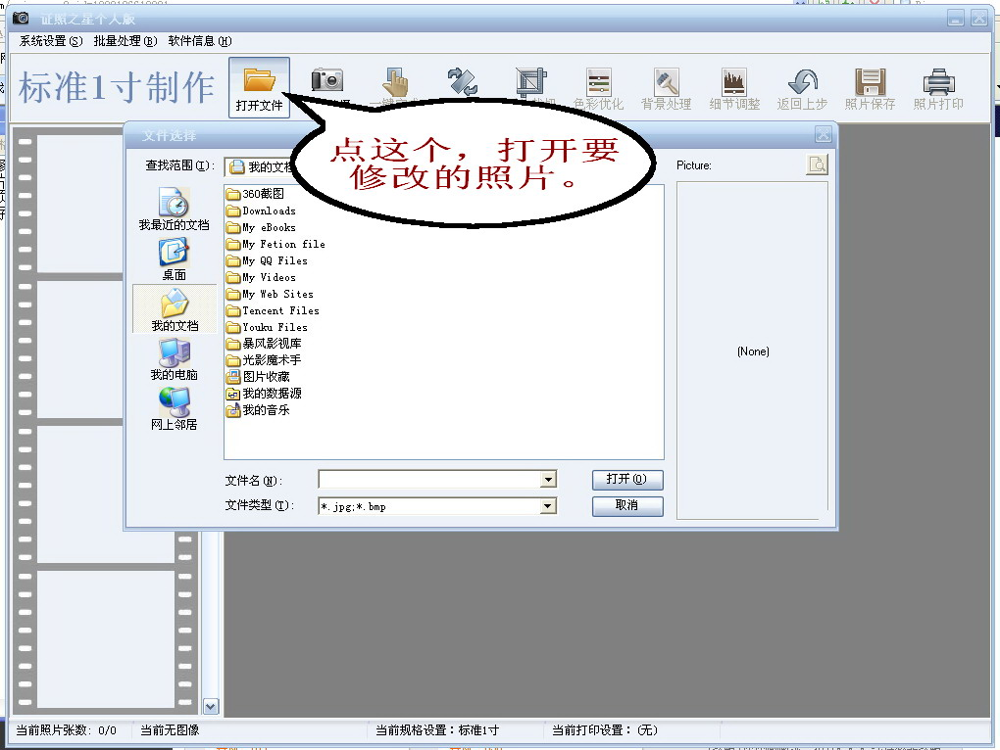 证照之星个人版
系统设置(S) 批量处理(B) 软件信息(H)
标准1寸制作
打开文件
色彩优化
背景处理
细节调整
返回上步
照片保存
照片打印
点这个，打开要
修改的照片。
文件选择
查找范围(I):
我的文档
Picture:
我最近的文档
桌面
我的文档
我的电脑
网上邻居
360截图
Downloads
My eBooks
My Fetion file
My QQ Files
My Videos
My Web Sites
Tencent Files
Youku Files
暴风影视库
光影魔术手
图片收藏
我的数据源
我的音乐
(None)
文件名(N):
打开(O)
文件类型(T):
*.jpg;*.bmp
取消
当前照片张数: 0/0
当前无图像
当前规格设置：标准1寸
当前打印设置：(无)